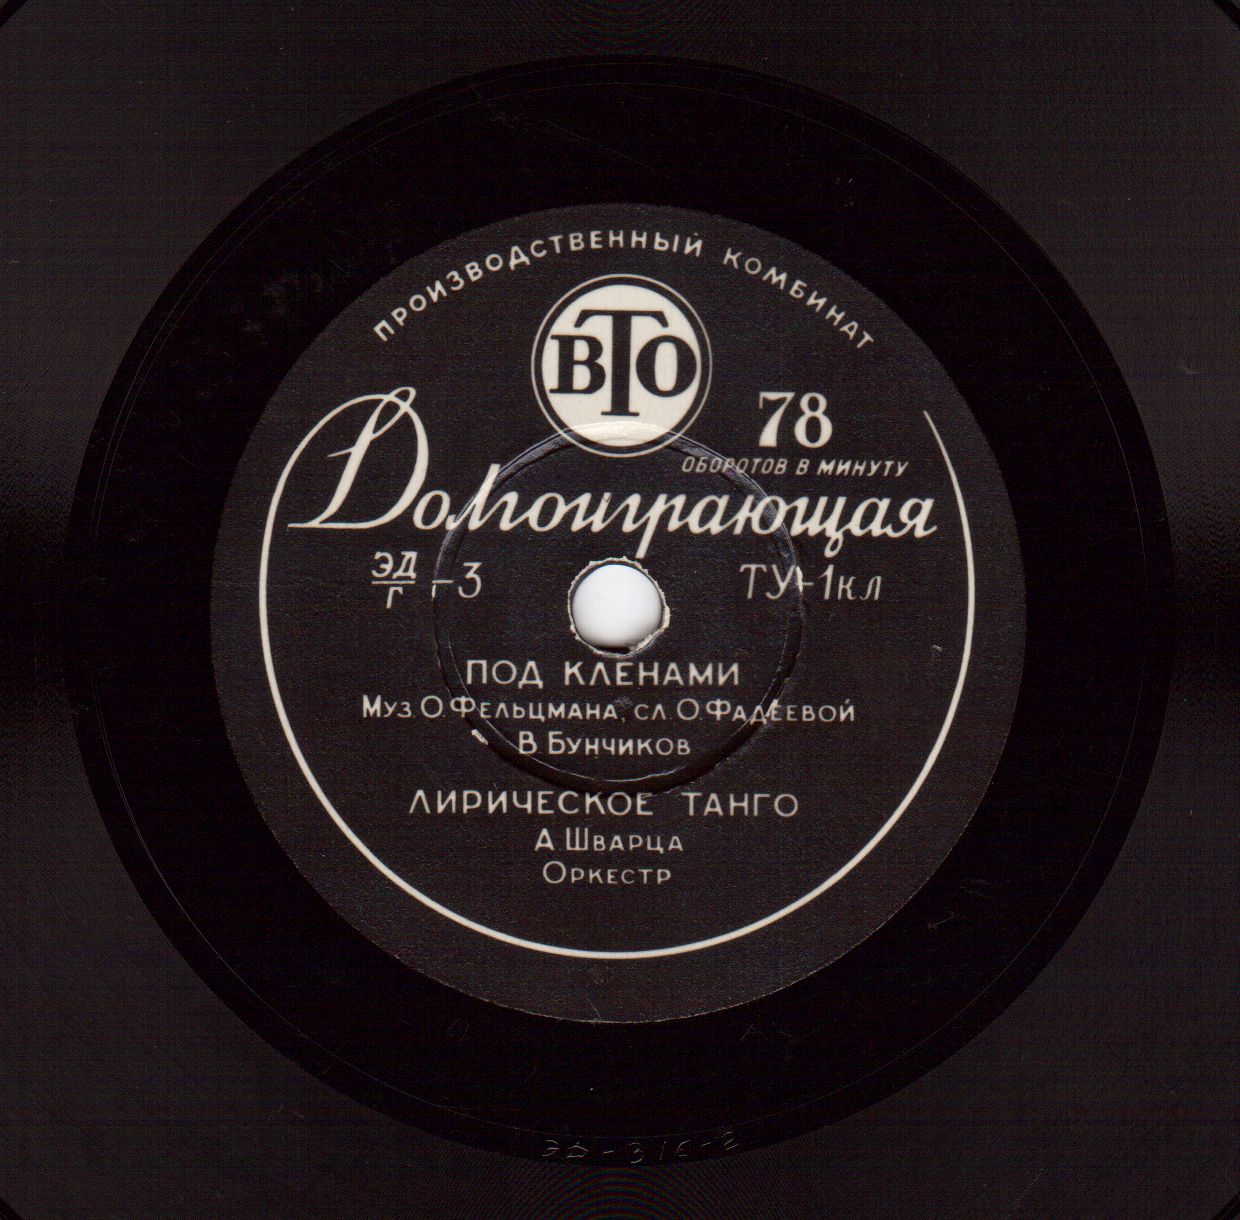 ПРОИЗВОДСТВЕННЫЙ КОМБИНАТ
ВТО
78
ОБОРОТОВ В МИНУТУ
Долгоиграющая
ЭД/Г-3 ТУ-1КЛ
ПОД КЛЕНАМИ
Муз. О. Фельцмана, сл. О. Фадеевой
В Бунчиков
ЛИРИЧЕСКОЕ ТАНГО
А Шварца
Оркестр